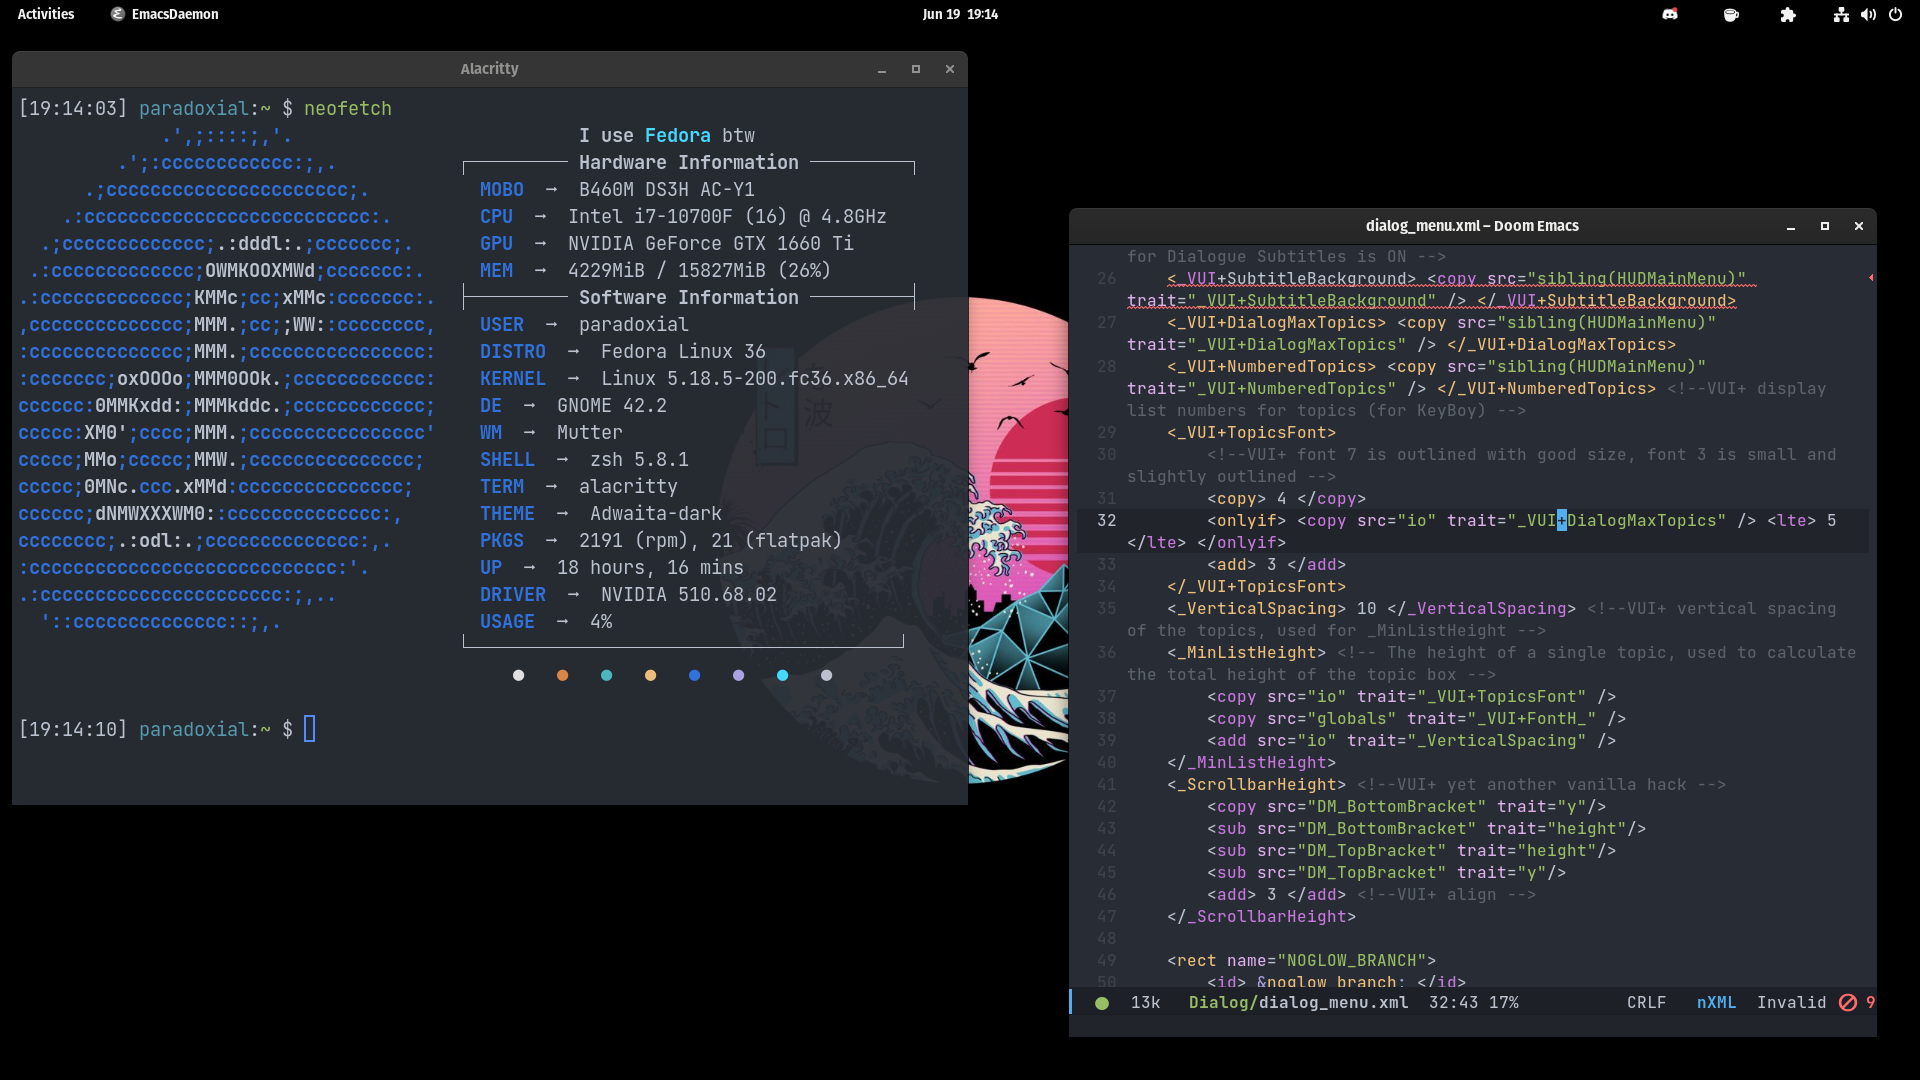 Activities EmacsDaemon Jun 19 19:14
Alacritty
[19:14:03] paradoxial:~ $ neofetch
.',;::::;,'.
.';:cccccccccccc:;,.
.;cccccccccccccccccccccc;.
.:cccccccccccccccccccccccccc:.
.;ccccccccccccc;.:dddl:.;ccccccc;.
.:ccccccccccccc;OWMKOOXMWd;ccccccc:.
.:ccccccccccccc;KMMc;cc;xMMc:ccccccc:.
,cccccccccccccc;MMM.;cc;;WW::cccccccc,
:cccccccccccccc;MMM.;cccccccccccccccc:
:ccccccc;oxOOOo;MMM0OOk.;cccccccccccc:
cccccc:0MMKxdd:;MMMkddc.;cccccccccccc;
ccccc:XM0';cccc;MMM.;cccccccccccccccc'
ccccc;MMo;ccccc;MMW.;ccccccccccccccc;
ccccc;0MNc.ccc.xMMd:ccccccccccccccc;
cccccc;dNMWXXXWM0::cccccccccccccc:,
cccccccc;.:odl:.;cccccccccccccc:,.
:cccccccccccccccccccccccccccc:'.
.:cccccccccccccccccccccc:;,..
'::cccccccccccccc::;,.
I use Fedora btw
Hardware Information
MOBO → B460M DS3H AC-Y1
CPU → Intel i7-10700F (16) @ 4.8GHz
GPU → NVIDIA GeForce GTX 1660 Ti
MEM → 4229MiB / 15827MiB (26%)
Software Information
USER → paradoxial
DISTRO → Fedora Linux 36
KERNEL → Linux 5.18.5-200.fc36.x86_64
DE → GNOME 42.2
WM → Mutter
SHELL → zsh 5.8.1
TERM → alacritty
THEME → Adwaita-dark
PKGS → 2191 (rpm), 21 (flatpak)
UP → 18 hours, 16 mins
DRIVER → NVIDIA 510.68.02
USAGE → 4%
[19:14:10] paradoxial:~ $
波
dialog_menu.xml – Doom Emacs
for Dialogue Subtitles is ON -->
26 <_VUI+SubtitleBackground> <copy src="sibling(HUDMainMenu)"
trait="_VUI+SubtitleBackground" /> </_VUI+SubtitleBackground>
27 <_VUI+DialogMaxTopics> <copy src="sibling(HUDMainMenu)"
trait="_VUI+DialogMaxTopics" /> </_VUI+DialogMaxTopics>
28 <_VUI+NumberedTopics> <copy src="sibling(HUDMainMenu)"
trait="_VUI+NumberedTopics" /> </_VUI+NumberedTopics> <!--VUI+ display
list numbers for topics (for KeyBoy) -->
29 <_VUI+TopicsFont>
30 <!--VUI+ font 7 is outlined with good size, font 3 is small and
slightly outlined -->
31 <copy> 4 </copy>
32 <onlyif> <copy src="io" trait="_VUI+DialogMaxTopics" /> <lte> 5
</lte> </onlyif>
33 <add> 3 </add>
34 </_VUI+TopicsFont>
35 <_VerticalSpacing> 10 </_VerticalSpacing> <!--VUI+ vertical spacing
of the topics, used for _MinListHeight -->
36 <_MinListHeight> <!-- The height of a single topic, used to calculate
the total height of the topic box -->
37 <copy src="io" trait="_VUI+TopicsFont" />
38 <copy src="globals" trait="_VUI+FontH_" />
39 <add src="io" trait="_VerticalSpacing" />
40 </_MinListHeight>
41 <_ScrollbarHeight> <!--VUI+ yet another vanilla hack -->
42 <copy src="DM_BottomBracket" trait="y"/>
43 <sub src="DM_BottomBracket" trait="height"/>
44 <sub src="DM_TopBracket" trait="height"/>
45 <sub src="DM_TopBracket" trait="y"/>
46 <add> 3 </add> <!--VUI+ align -->
47 </_ScrollbarHeight>
48
49 <rect name="NOGLOW_BRANCH">
50 <id> &noglow_branch; </id>
13k Dialog/dialog_menu.xml 32:43 17% CRLF nXML Invalid 9